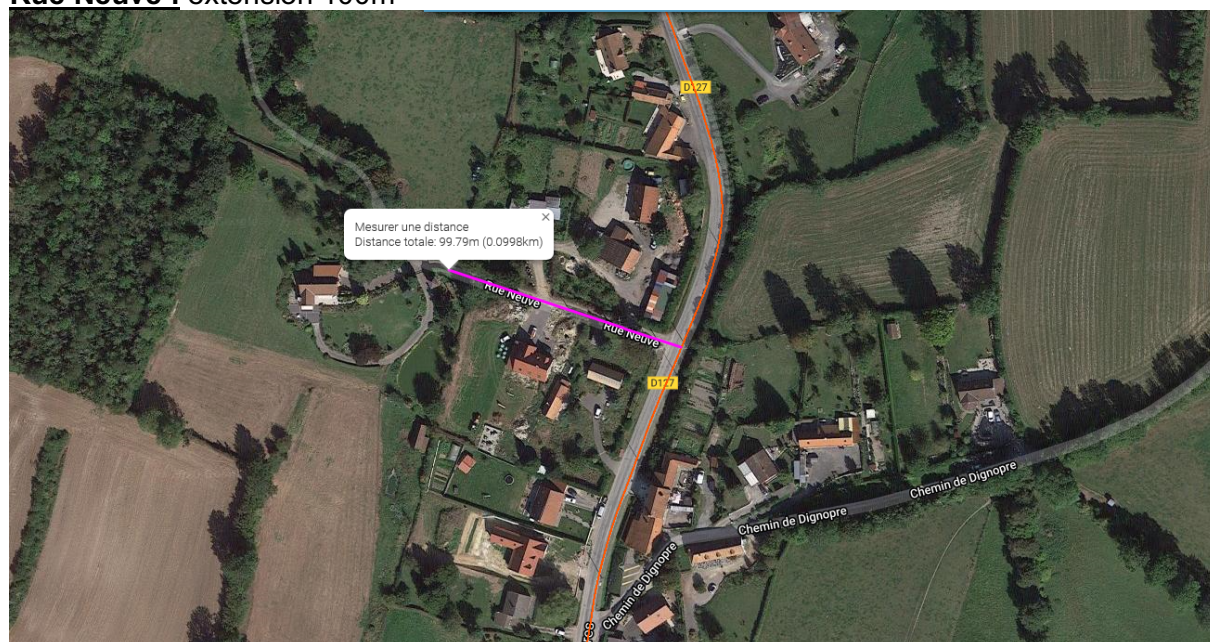 Rue Neuve : extension 100m
D127
Mesurer une distance
Distance totale: 99.79m (0.0998km)
Rue Neuve
Rue Neuve
D127
Chemin de Dignopre
Chemin de Dignopre
Chemin de Dignopre